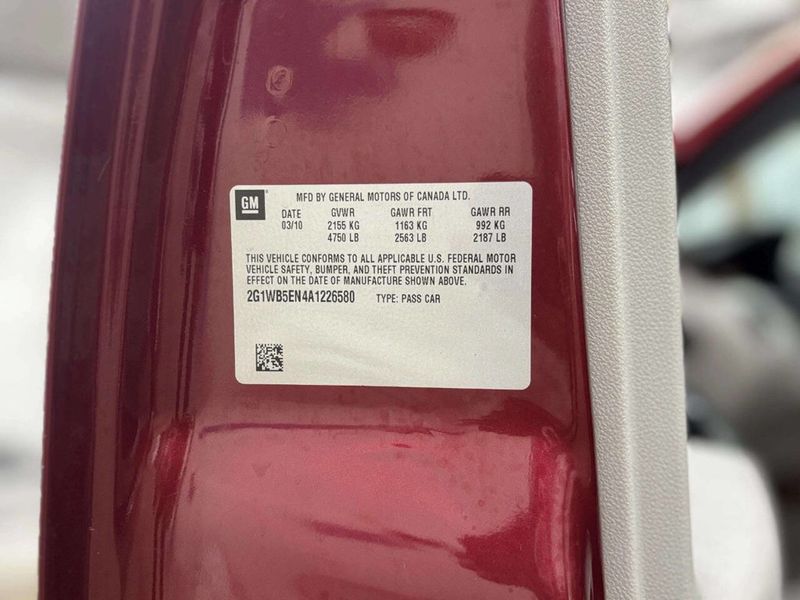 GM
MFD BY GENERAL MOTORS OF CANADA LTD.
DATE GVWR GAWR FRT GAWR RR
03/10 2155 KG 1163 KG 992 KG
4750 LB 2563 LB 2187 LB
THIS VEHICLE CONFORMS TO ALL APPLICABLE U.S. FEDERAL MOTOR
VEHICLE SAFETY, BUMPER, AND THEFT PREVENTION STANDARDS IN
EFFECT ON THE DATE OF MANUFACTURE SHOWN ABOVE.
2G1WB5EN4A1226580 TYPE: PASS CAR